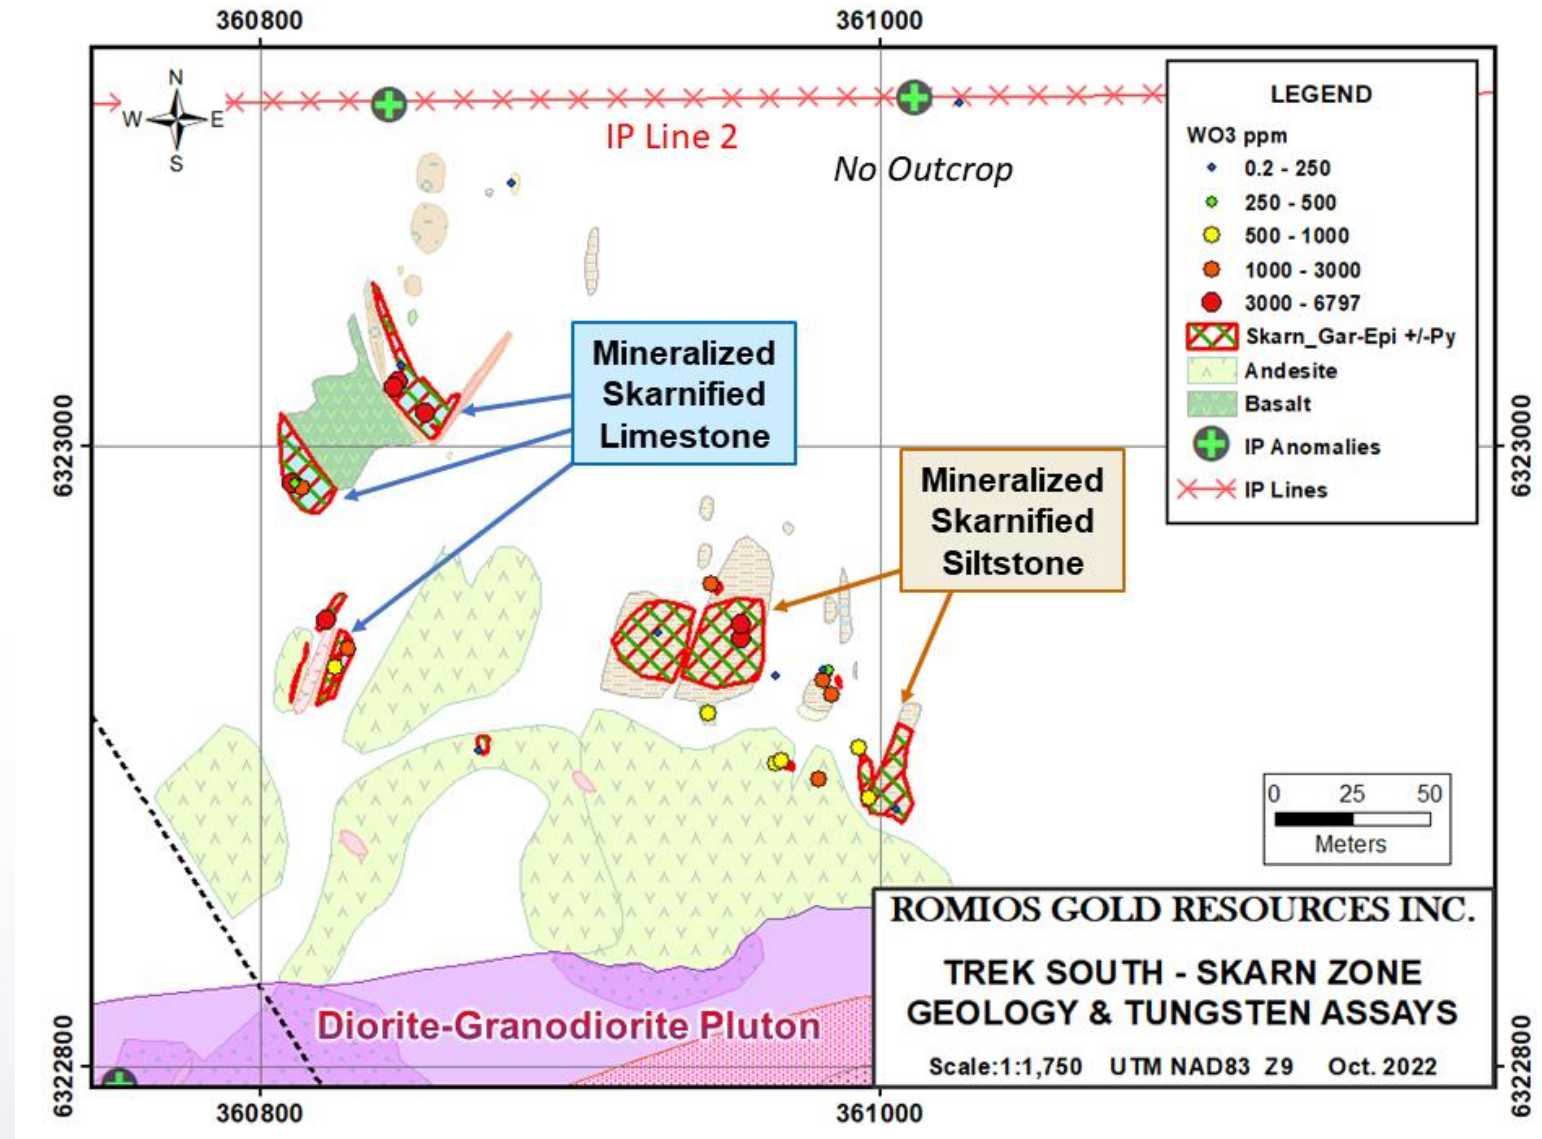 360800
361000
N
W
E
S
IP Line 2
No Outcrop
LEGEND
WO3 ppm
0.2 - 250
250 - 500
500 - 1000
1000 - 3000
3000 - 6797
Skarn_Gar-Epi +/-Py
Andesite
Basalt
IP Anomalies
IP Lines
6323000
6323000
Mineralized
Skarnified
Limestone
Mineralized
Skarnified
Siltstone
0 25 50
Meters
Diorite-Granodiorite Pluton
ROMIOS GOLD RESOURCES INC.
TREK SOUTH - SKARN ZONE
GEOLOGY & TUNGSTEN ASSAYS
Scale:1:1,750 UTM NAD83 Z9 Oct. 2022
6322800
6322800
360800
361000